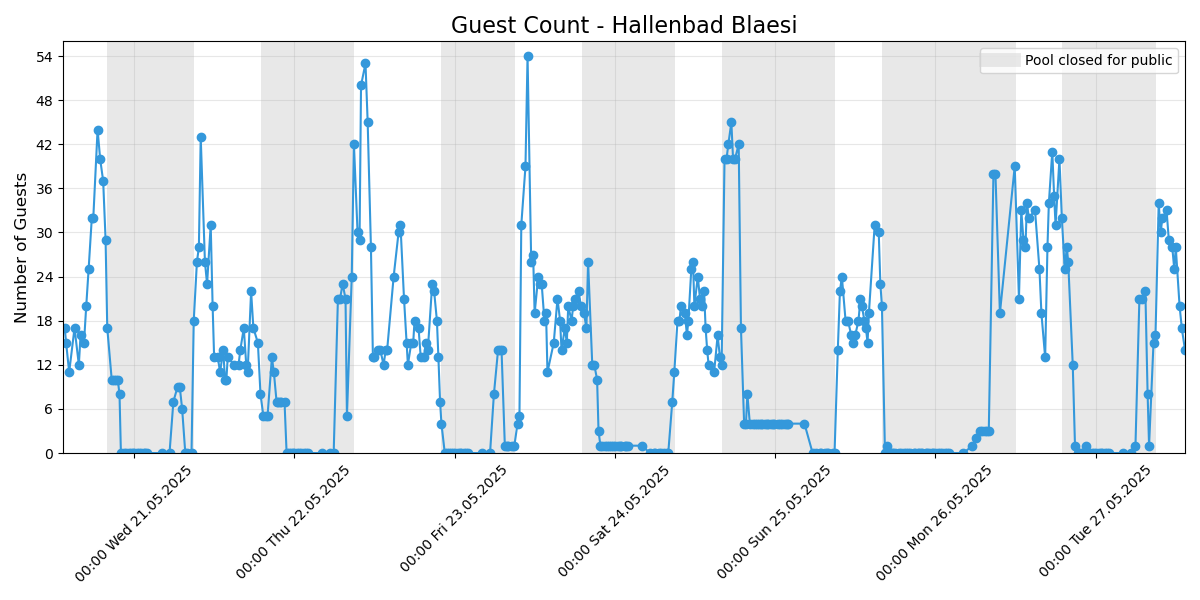 Guest Count - Hallenbad Blaesi
Pool closed for public
Number of Guests
54
48
42
36
30
24
18
12
6
0
00:00 Wed 21.05.2025
00:00 Thu 22.05.2025
00:00 Fri 23.05.2025
00:00 Sat 24.05.2025
00:00 Sun 25.05.2025
00:00 Mon 26.05.2025
00:00 Tue 27.05.2025